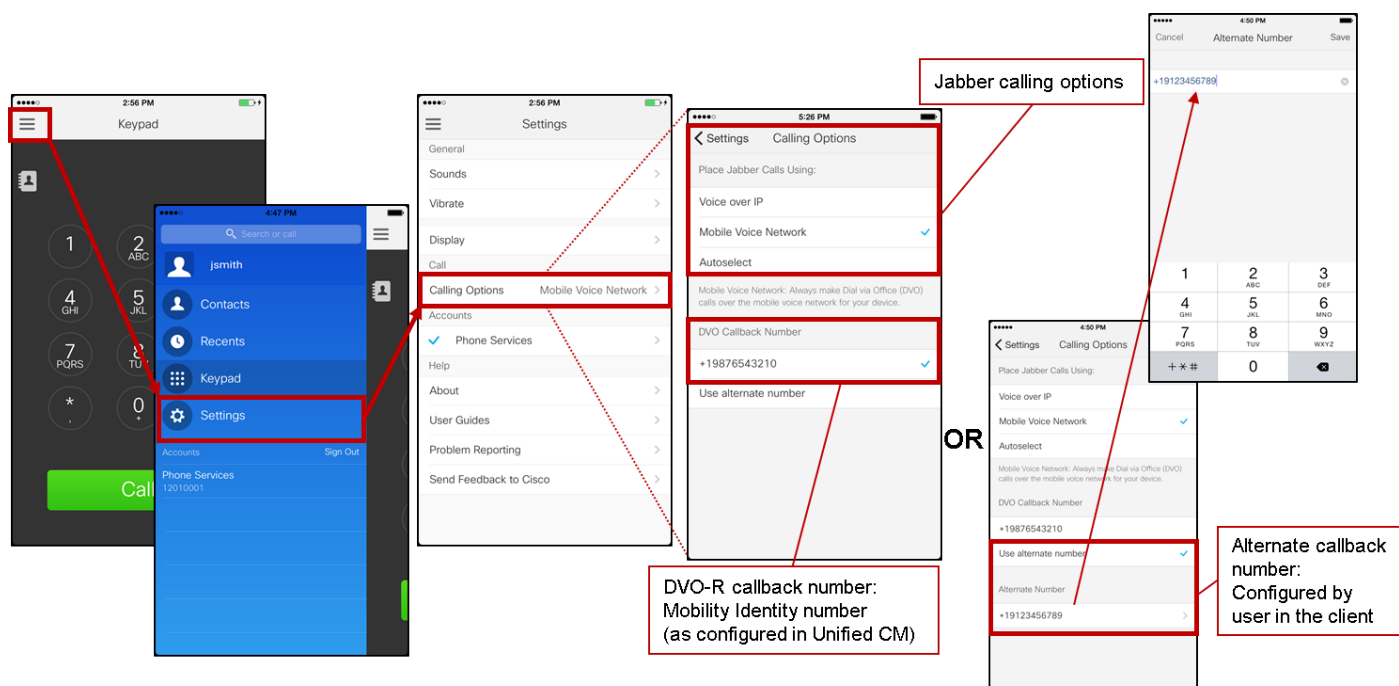 2:56 PM
Keypad
1
2
ABC
4
GHI
5
JKL
7
PQRS
8
TUV
*
,
0
+
Call
4:47 PM
Search or call
jsmith
Contacts
Recents
Keypad
Settings
Accounts Sign Out
Phone Services
12010001
2:56 PM
Settings
General
Sounds
Vibrate
Display
Call
Calling Options Mobile Voice Network
Accounts
Phone Services
Help
About
User Guides
Problem Reporting
Send Feedback to Cisco
5:26 PM
Settings Calling Options
Place Jabber Calls Using:
Voice over IP
Mobile Voice Network
Autoselect
Mobile Voice Network: Always make Dial via Office (DVO)
calls over the mobile voice network for your device.
DVO Callback Number
+19876543210
Use alternate number
Jabber calling options
DVO-R callback number:
Mobility Identity number
(as configured in Unified CM)
OR
4:50 PM
Settings Calling Options
Place Jabber Calls Using:
Voice over IP
Mobile Voice Network
Autoselect
Mobile Voice Network: Always make Dial via Office (DVO)
calls over the mobile voice network for your device.
DVO Callback Number
+19876543210
Use alternate number
Alternate Number
+19123456789
4:50 PM
Cancel Alternate Number Save
+19123456789
1 2 3
ABC DEF
4 5 6
GHI JKL MNO
7 8 9
PQRS TUV WXYZ
+*# 0
Alternate callback
number:
Configured by
user in the client